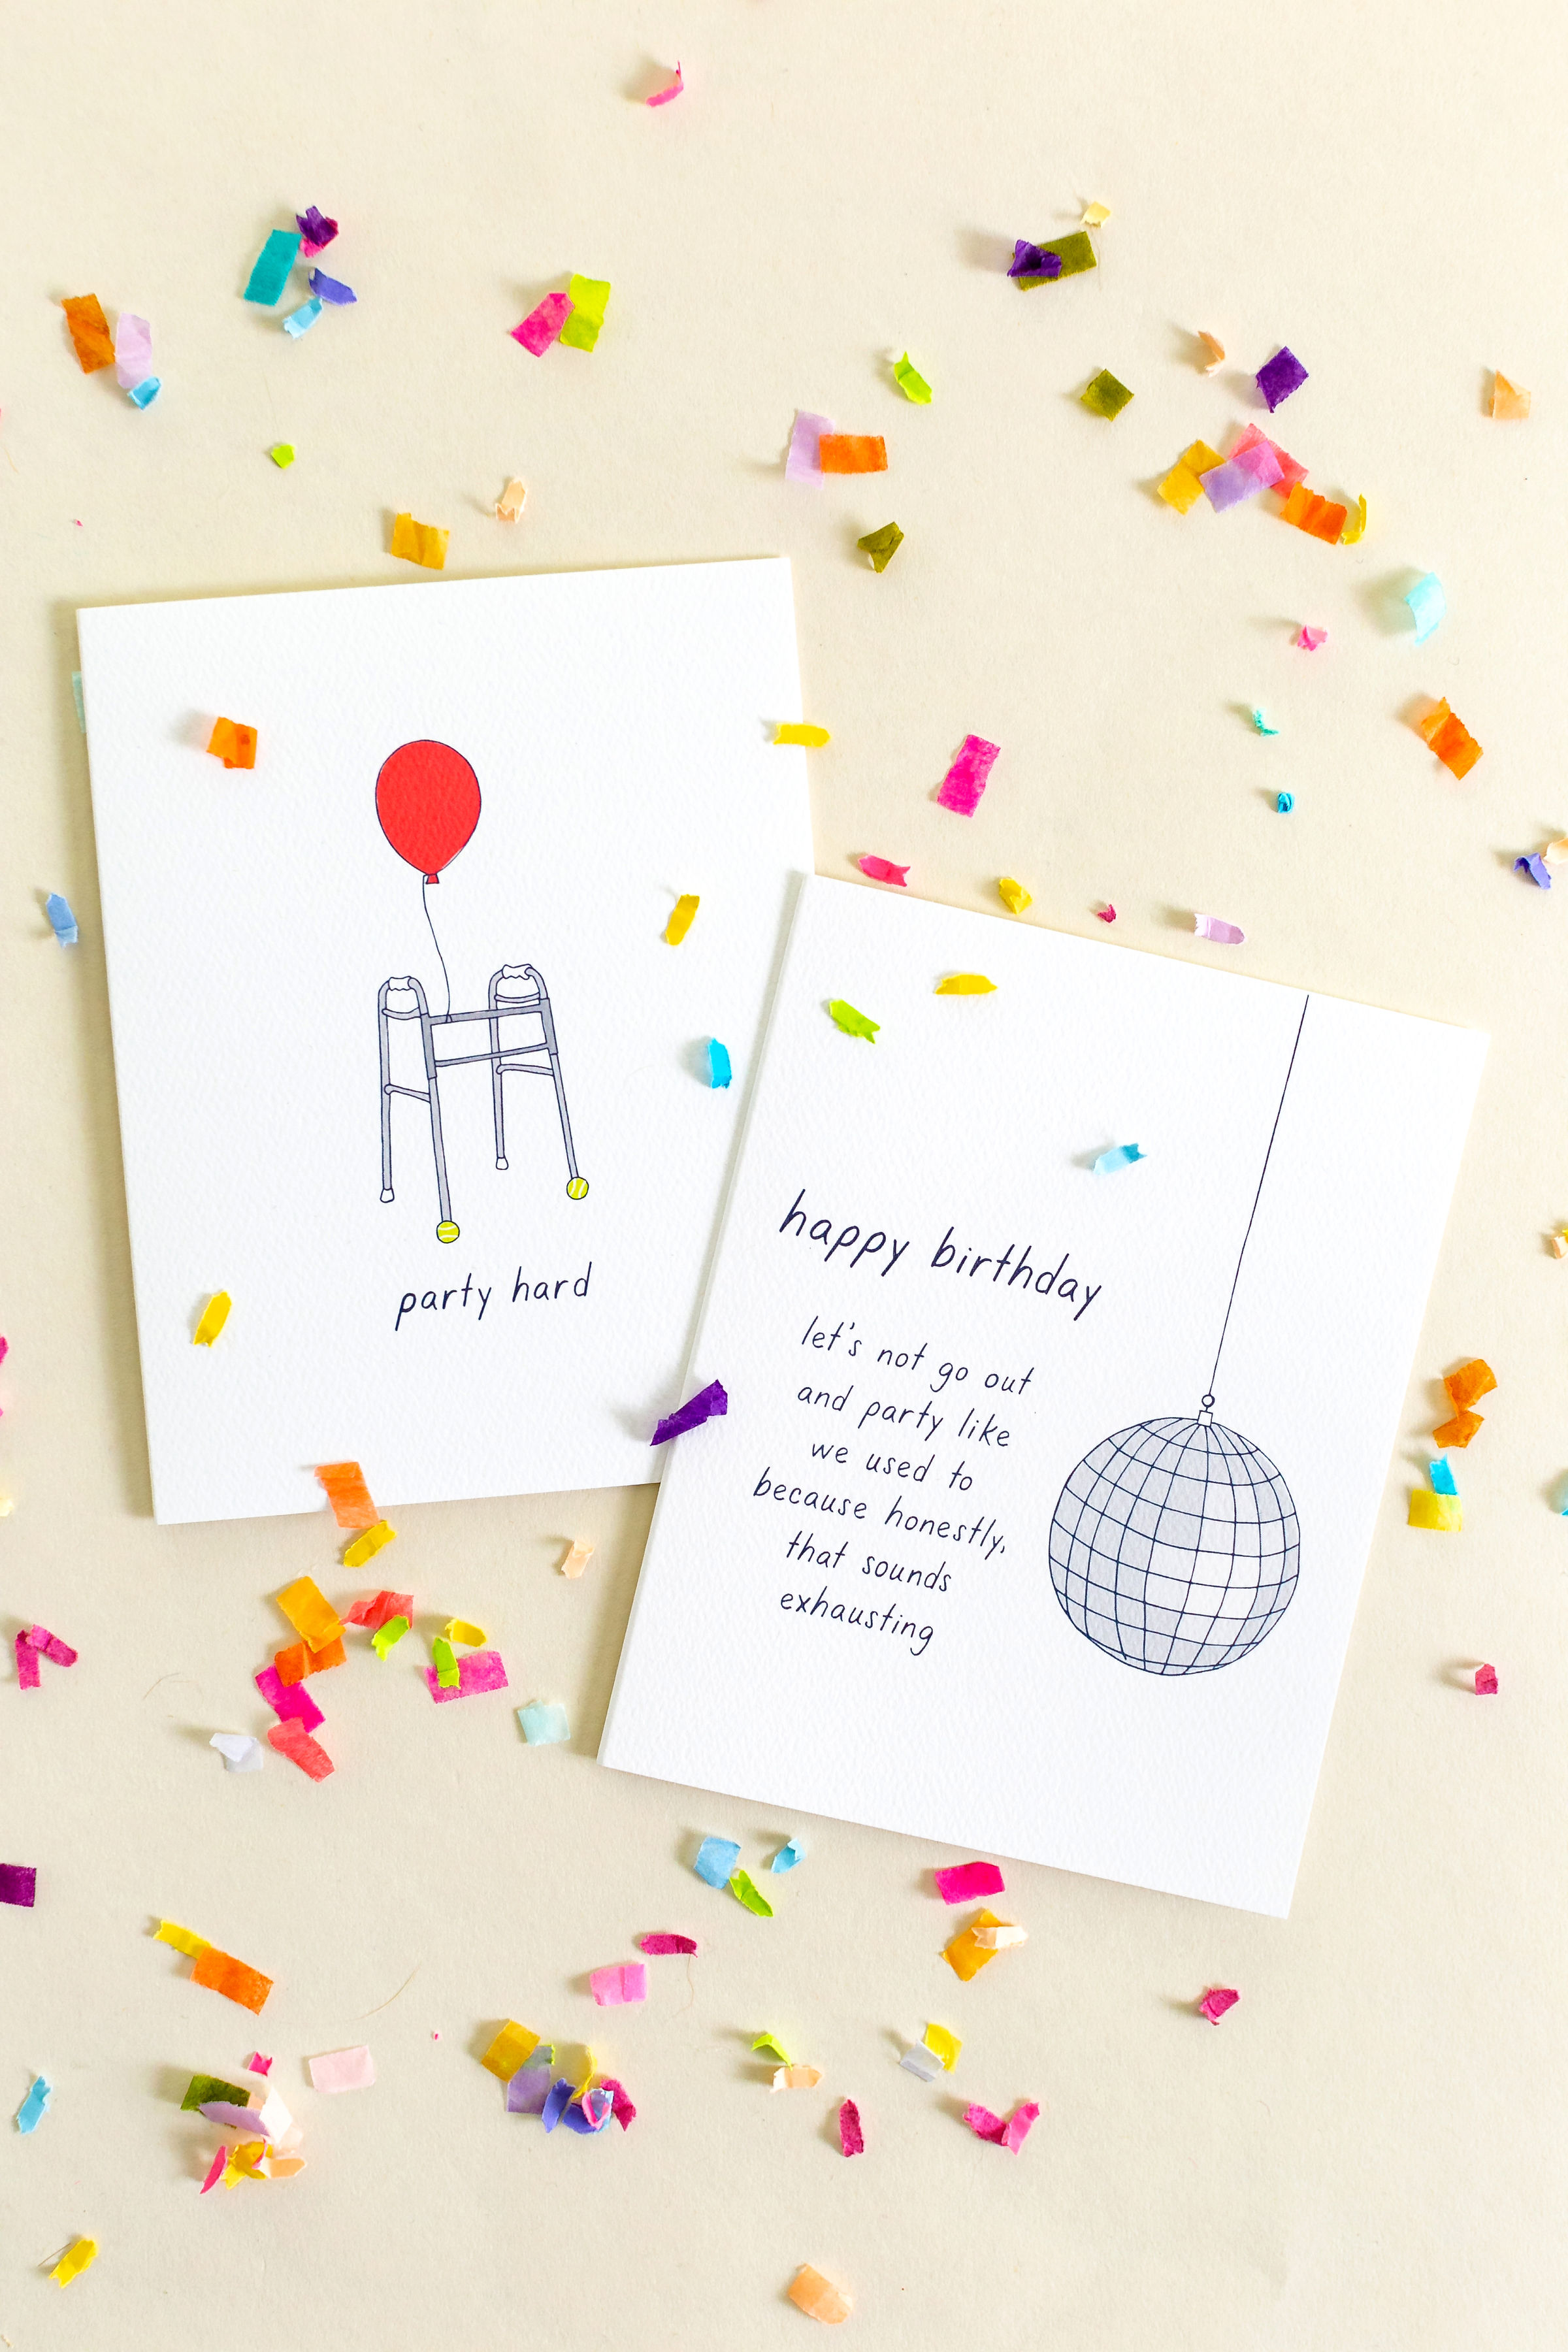 party hard
happy birthday
let's not go out
and party like
we used to
because honestly,
that sounds
exhausting